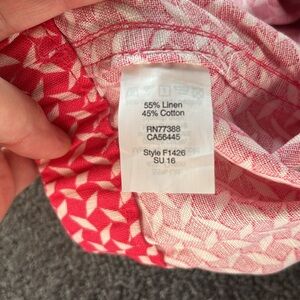 55% Linen
45% Cotton
RN77388
CA56445
Style F1426
SU 16